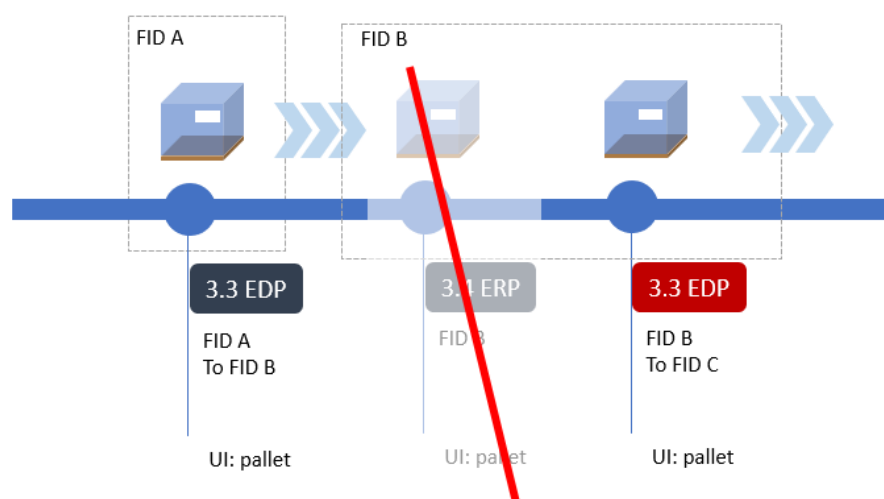 FID A
FID B
3.3 EDP
3.4 ERP
3.3 EDP
FID A
To FID B
FID B
FID B
To FID C
UI: pallet
UI: pallet
UI: pallet